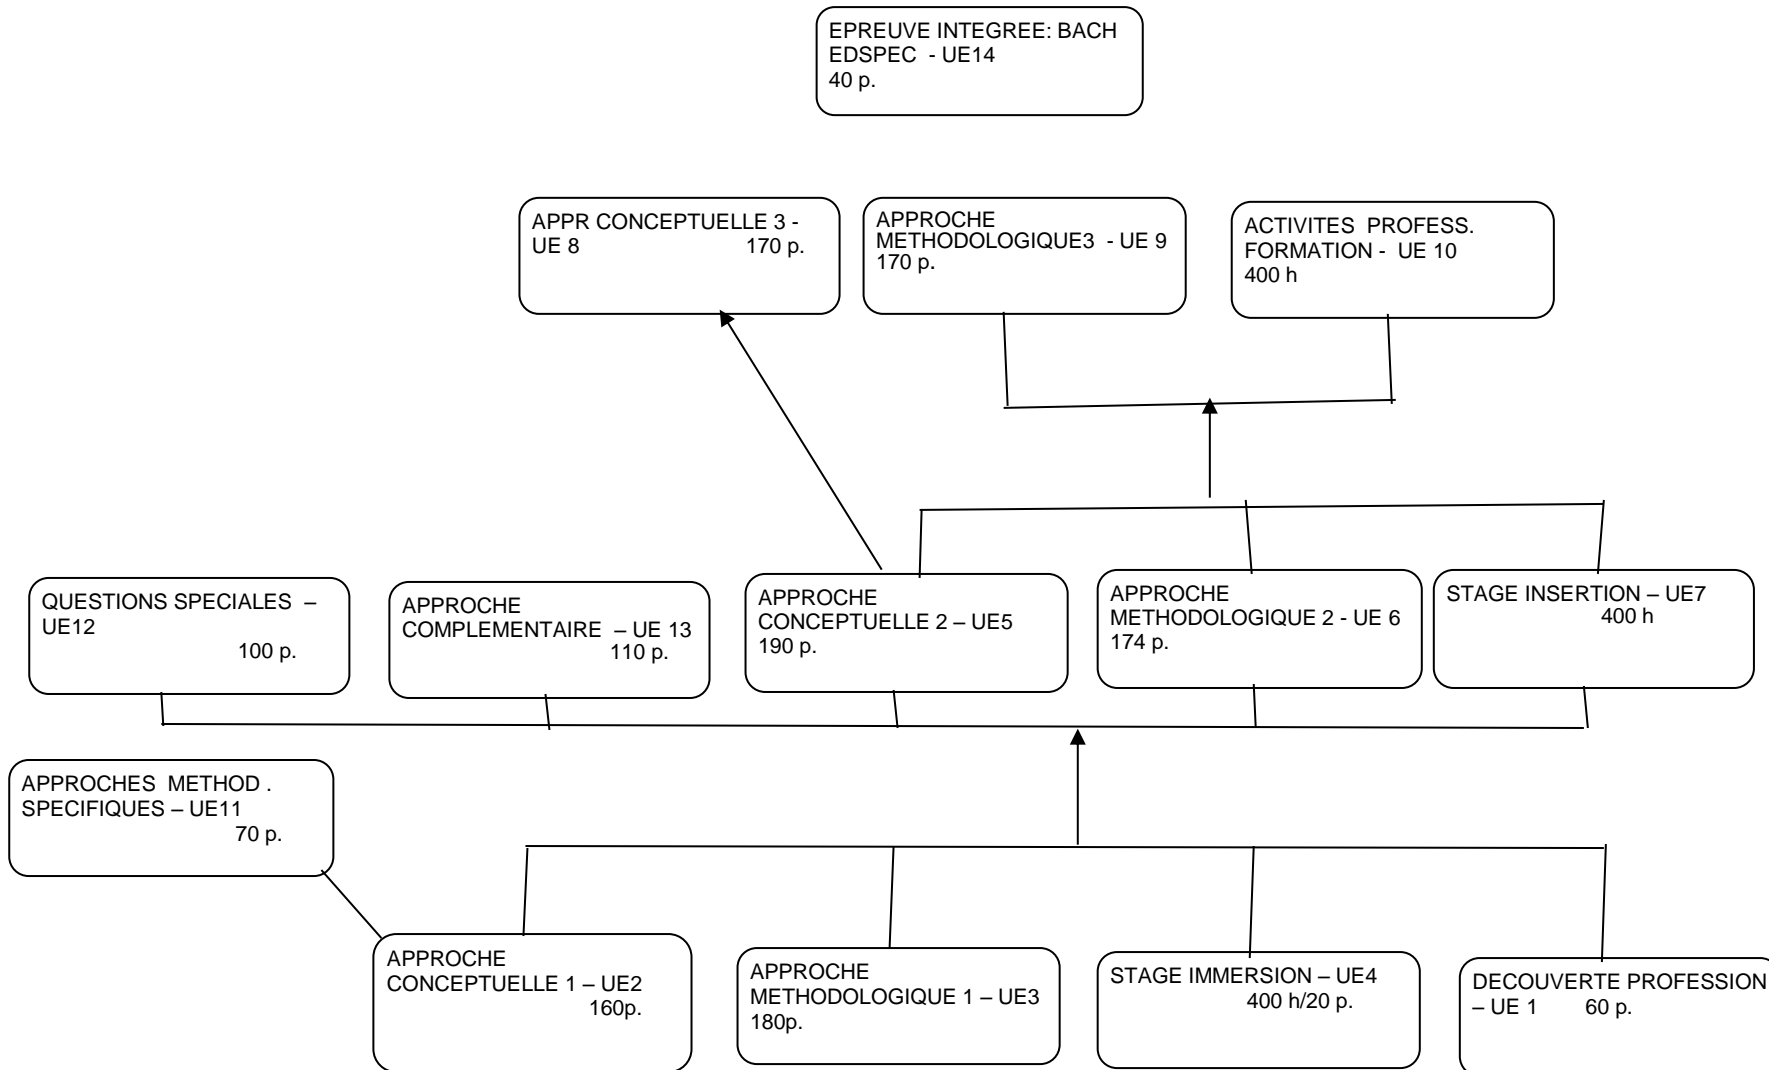 EPREUVE INTEGREE: BACH
EDSPEC - UE14
40 p.
APPR CONCEPTUELLE 3 -
UE 8 170 p.
APPROCHE
METHODOLOGIQUE3 - UE 9
170 p.
ACTIVITES PROFESS.
FORMATION - UE 10
400 h
QUESTIONS SPECIALES –
UE12
100 p.
APPROCHE
COMPLEMENTAIRE – UE 13
110 p.
APPROCHE
CONCEPTUELLE 2 – UE5
190 p.
APPROCHE
METHODOLOGIQUE 2 - UE 6
174 p.
STAGE INSERTION – UE7
400 h
APPROCHES METHOD .
SPECIFIQUES – UE11
70 p.
APPROCHE
CONCEPTUELLE 1 – UE2
160p.
APPROCHE
METHODOLOGIQUE 1 – UE3
180p.
STAGE IMMERSION – UE4
400 h/20 p.
DECOUVERTE PROFESSION
– UE 1 60 p.